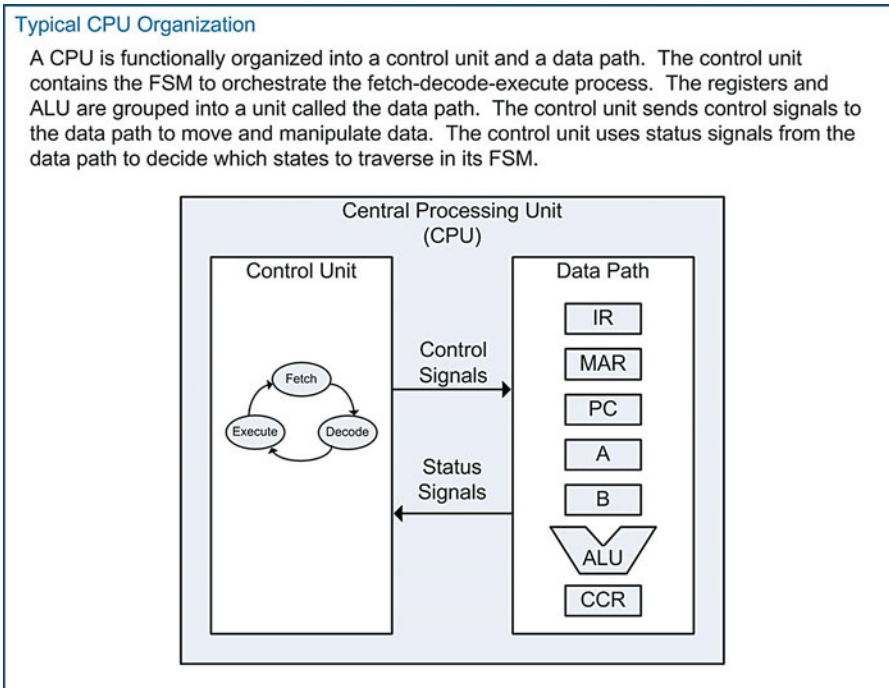 Typical CPU Organization
A CPU is functionally organized into a control unit and a data path. The control unit
contains the FSM to orchestrate the fetch-decode-execute process. The registers and
ALU are grouped into a unit called the data path. The control unit sends control signals to
the data path to move and manipulate data. The control unit uses status signals from the
data path to decide which states to traverse in its FSM.
Central Processing Unit
(CPU)
Control Unit
Fetch
Execute
Decode
Control
Signals
Status
Signals
Data Path
IR
MAR
PC
A
B
ALU
CCR